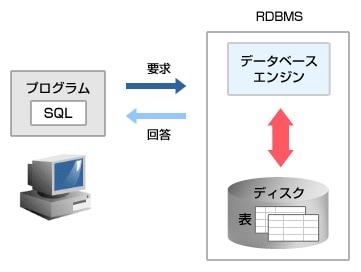 RDBMS
プログラム
SQL
要求
回答
データベース
エンジン
ディスク
表